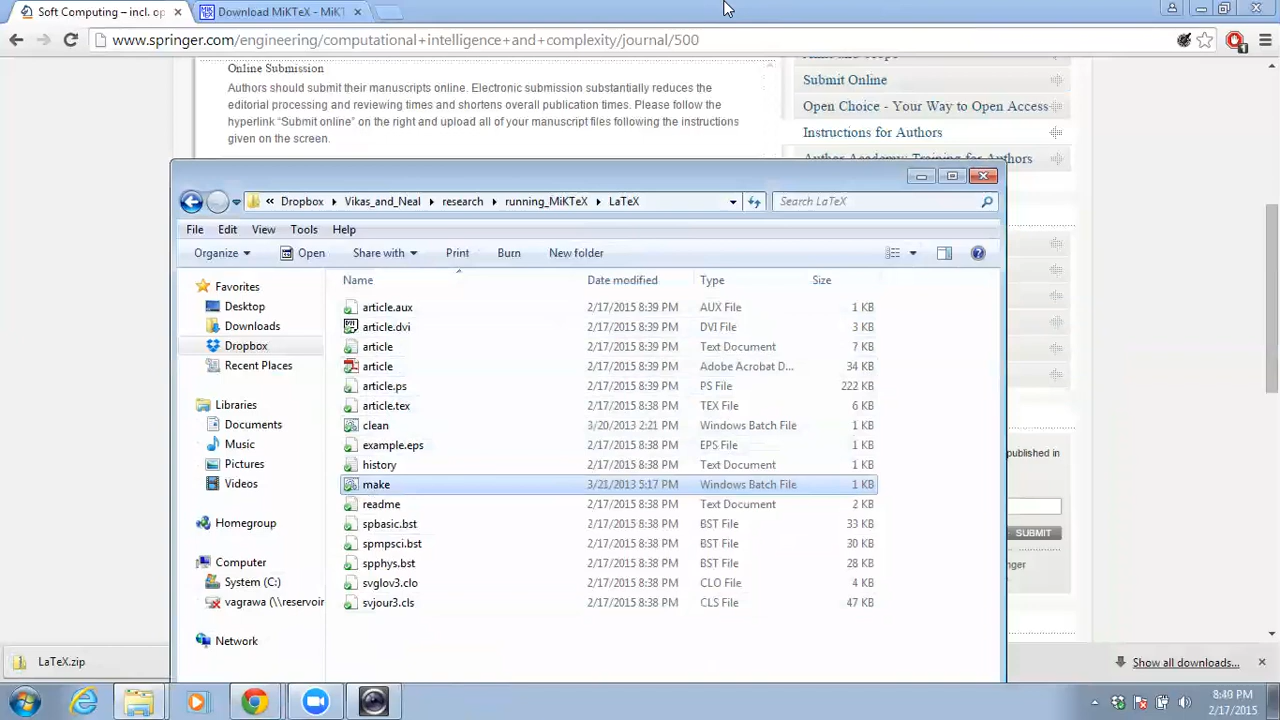 Soft Computing – incl. op
Download MiKTeX - MiKT
www.springer.com/engineering/computational+intelligence+and+complexity/journal/500
Online Submission
Authors should submit their manuscripts online. Electronic submission substantially reduces the
editorial processing and reviewing times and shortens overall publication times. Please follow the
hyperlink “Submit online” on the right and upload all of your manuscript files following the instructions
given on the screen.
Submit Online
Open Choice - Your Way to Open Access
Instructions for Authors
Author Academy: Training for Authors
« Dropbox Vikas_and_Neal research running_MiKTeX LaTeX
Search LaTeX
File Edit View Tools Help
Organize Open Share with Print Burn New folder
Favorites
Desktop
Downloads
Dropbox
Recent Places
Libraries
Documents
Music
Pictures
Videos
Homegroup
Computer
System (C:)
vagrawa (\\reservoir
Network
Name Date modified Type Size
article.aux 2/17/2015 8:39 PM AUX File 1 KB
article.dvi 2/17/2015 8:39 PM DVI File 3 KB
article 2/17/2015 8:39 PM Text Document 7 KB
article 2/17/2015 8:39 PM Adobe Acrobat D... 34 KB
article.ps 2/17/2015 8:39 PM PS File 222 KB
article.tex 2/17/2015 8:38 PM TEX File 6 KB
clean 3/20/2013 2:21 PM Windows Batch File 1 KB
example.eps 2/17/2015 8:38 PM EPS File 1 KB
history 2/17/2015 8:38 PM Text Document 1 KB
make 3/21/2013 5:17 PM Windows Batch File 1 KB
readme 2/17/2015 8:38 PM Text Document 2 KB
spbasic.bst 2/17/2015 8:38 PM BST File 33 KB
spmpsci.bst 2/17/2015 8:38 PM BST File 30 KB
spphys.bst 2/17/2015 8:38 PM BST File 28 KB
svglov3.clo 2/17/2015 8:38 PM CLO File 4 KB
svjour3.cls 2/17/2015 8:38 PM CLS File 47 KB
published in
SUBMIT
nger
LaTeX.zip
Show all downloads...
8:40 PM
2/17/2015